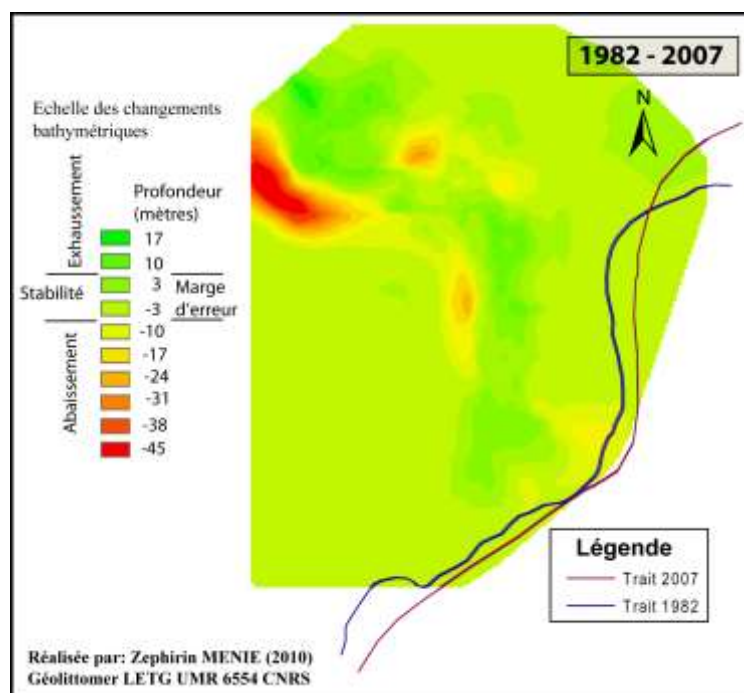 1982 - 2007
N
Echelle des changements
bathymétriques
Exhaussement
Profondeur
(mètres)
17
10
Stabilité
3
-3
Marge
d'erreur
Abaissement
-10
-17
-24
-31
-38
-45
Légende
Trait 2007
Trait 1982
Réalisée par: Zephirin MENIE (2010)
Géolittomer LETG UMR 6554 CNRS